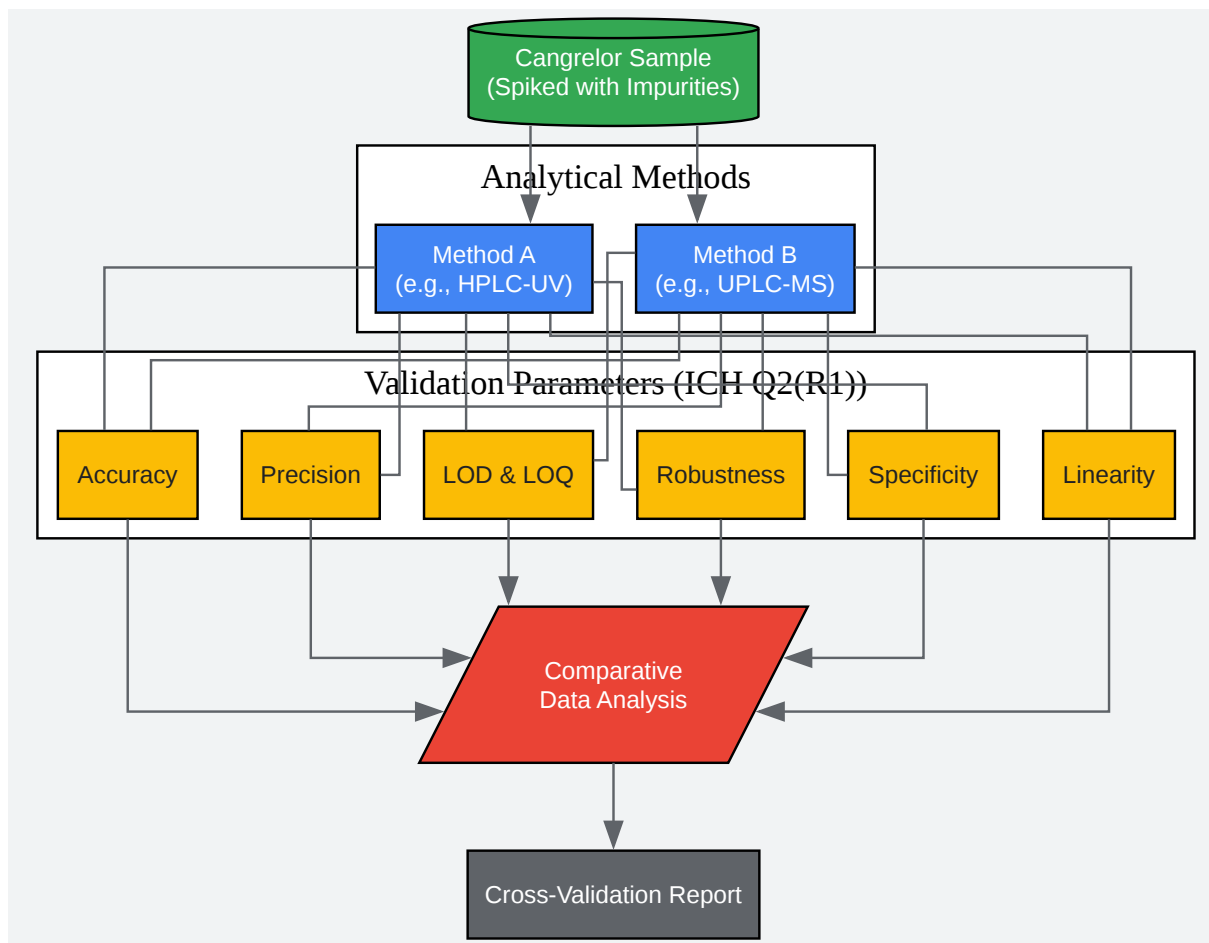 Cangrelor Sample
(Spiked with Impurities)
Analytical Methods
Method A
(e.g., HPLC-UV)
Method B
(e.g., UPLC-MS)
Validation Parameters (ICH Q2(R1))
Accuracy
Precision
LOD & LOQ
Robustness
Specificity
Linearity
Comparative
Data Analysis
Cross-Validation Report